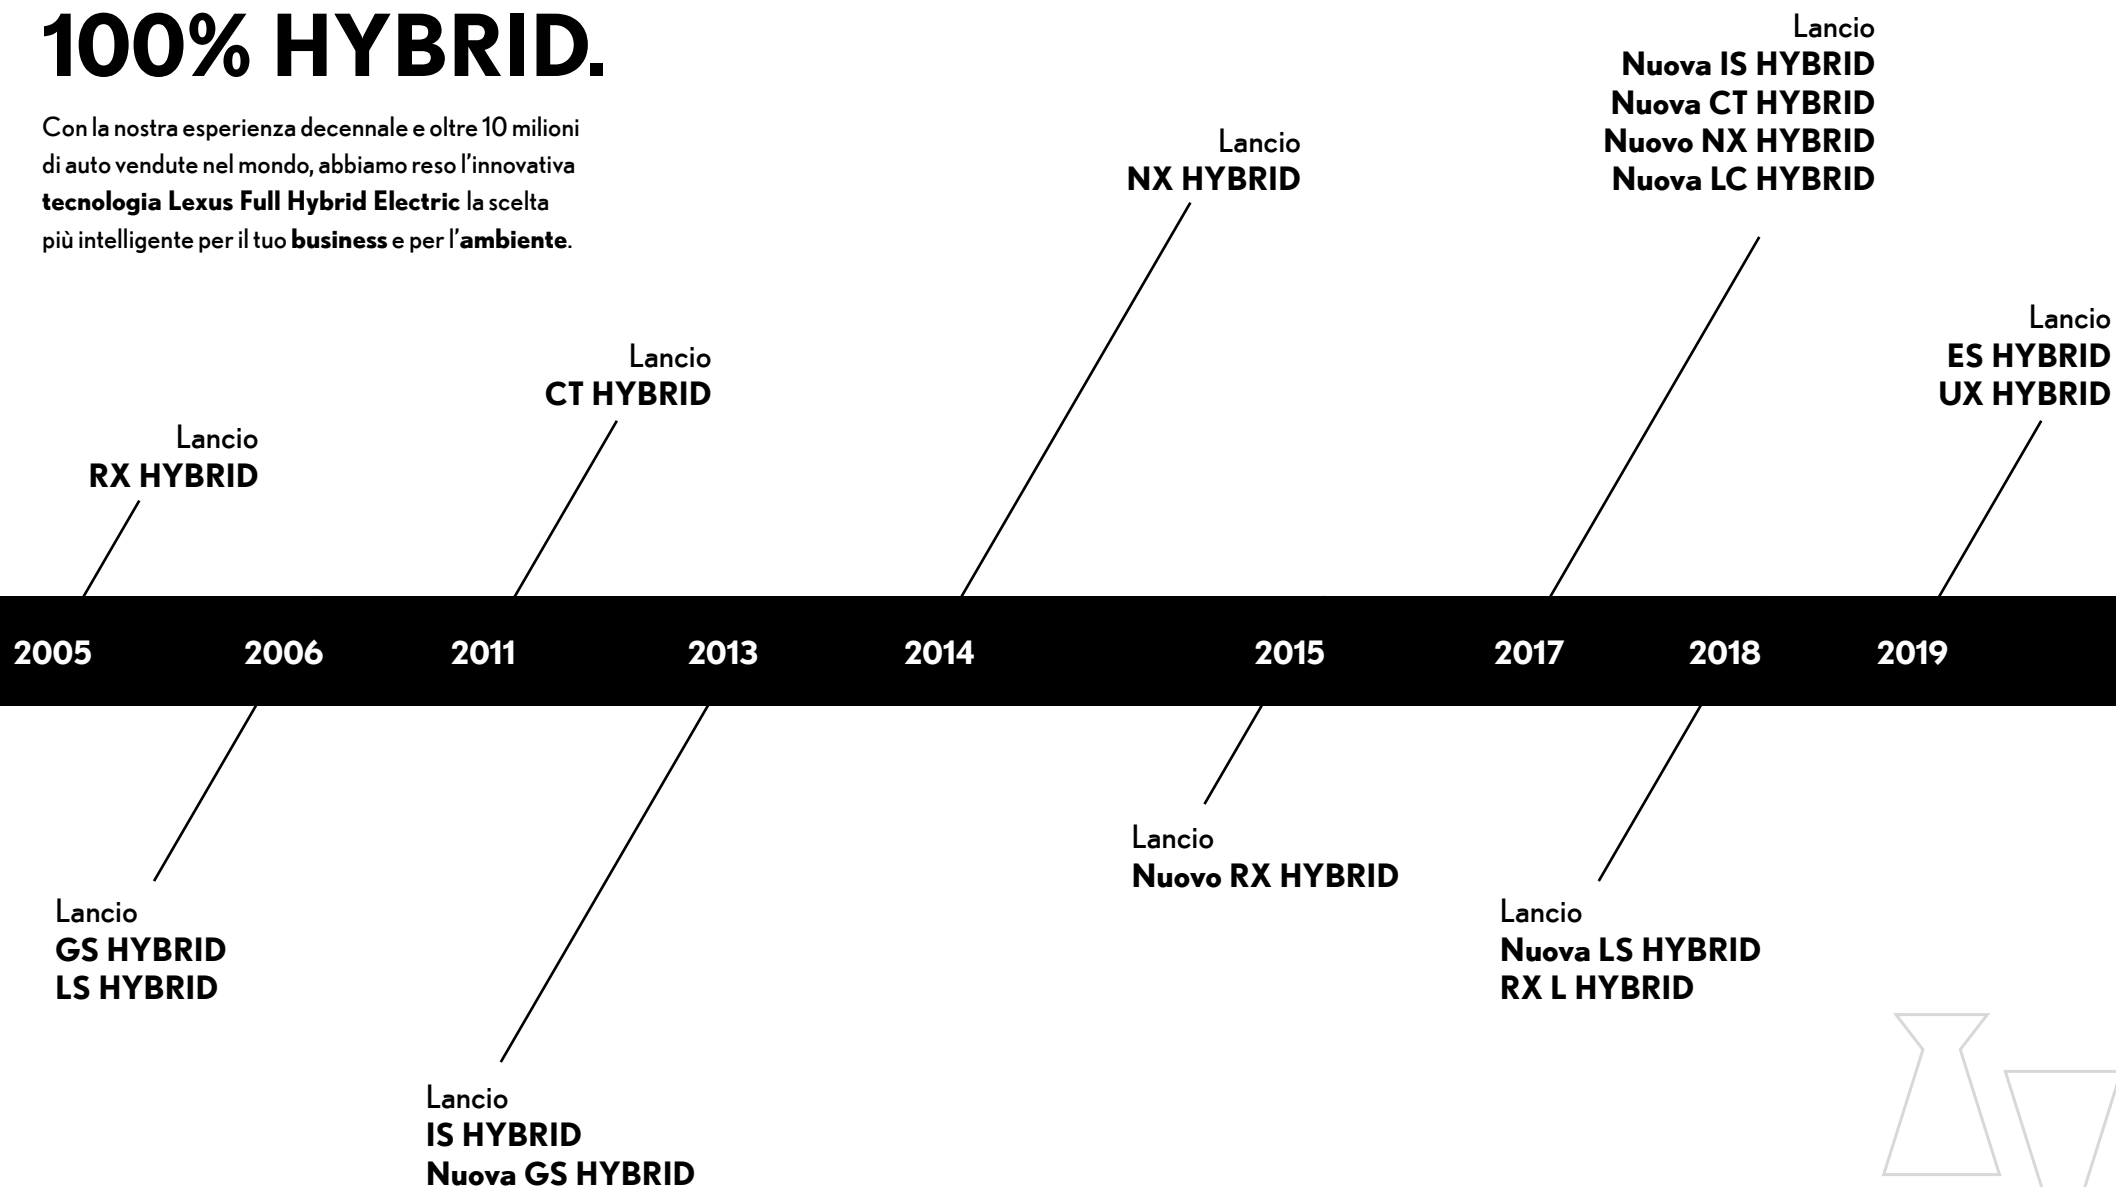 100% HYBRID.
Con la nostra esperienza decennale e oltre 10 milioni
di auto vendute nel mondo, abbiamo reso l'innovativa
tecnologia Lexus Full Hybrid Electric la scelta
più intelligente per il tuo business e per l'ambiente.
Lancio
RX HYBRID
Lancio
CT HYBRID
Lancio
NX HYBRID
Lancio
Nuova IS HYBRID
Nuova CT HYBRID
Nuovo NX HYBRID
Nuova LC HYBRID
Lancio
ES HYBRID
UX HYBRID
2005 2006 2011 2013 2014 2015 2017 2018 2019
Lancio
GS HYBRID
LS HYBRID
Lancio
IS HYBRID
Nuova GS HYBRID
Lancio
Nuovo RX HYBRID
Lancio
Nuova LS HYBRID
RX L HYBRID